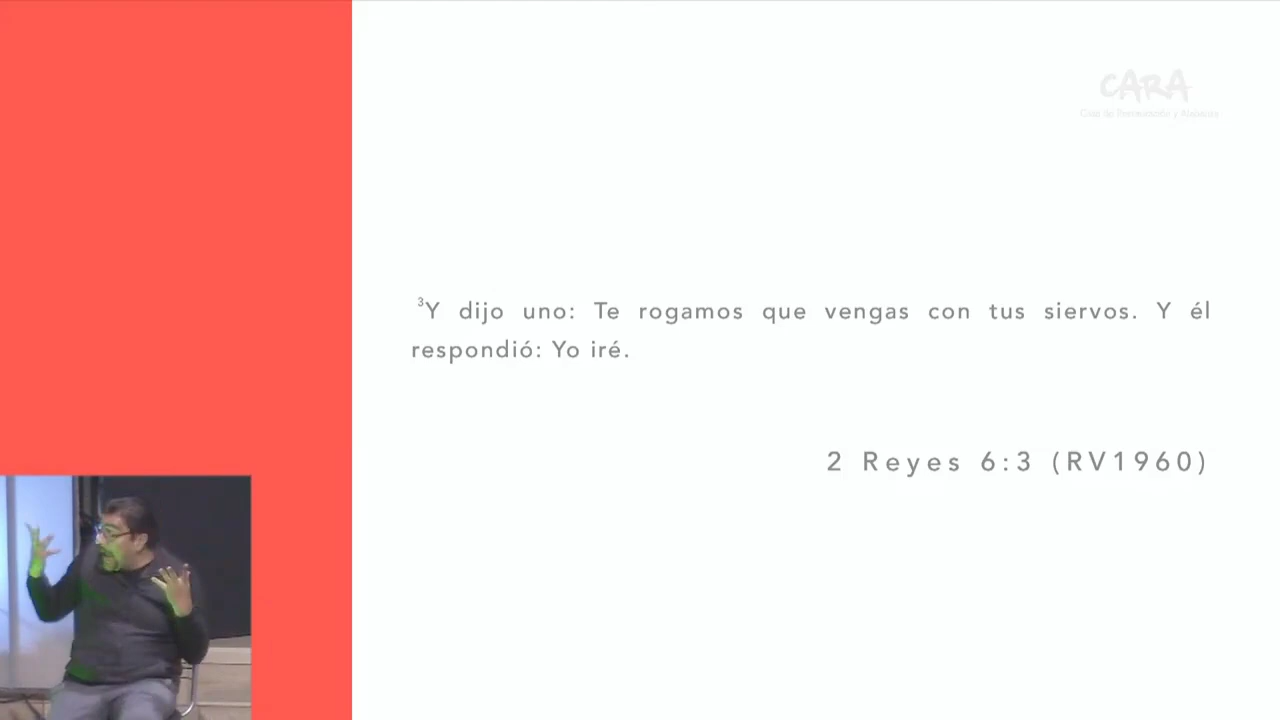 CARA
³Y dijo uno: Te rogamos que vengas con tus siervos. Y él
respondió: Yo iré.
2 Reyes 6:3 (RV1960)